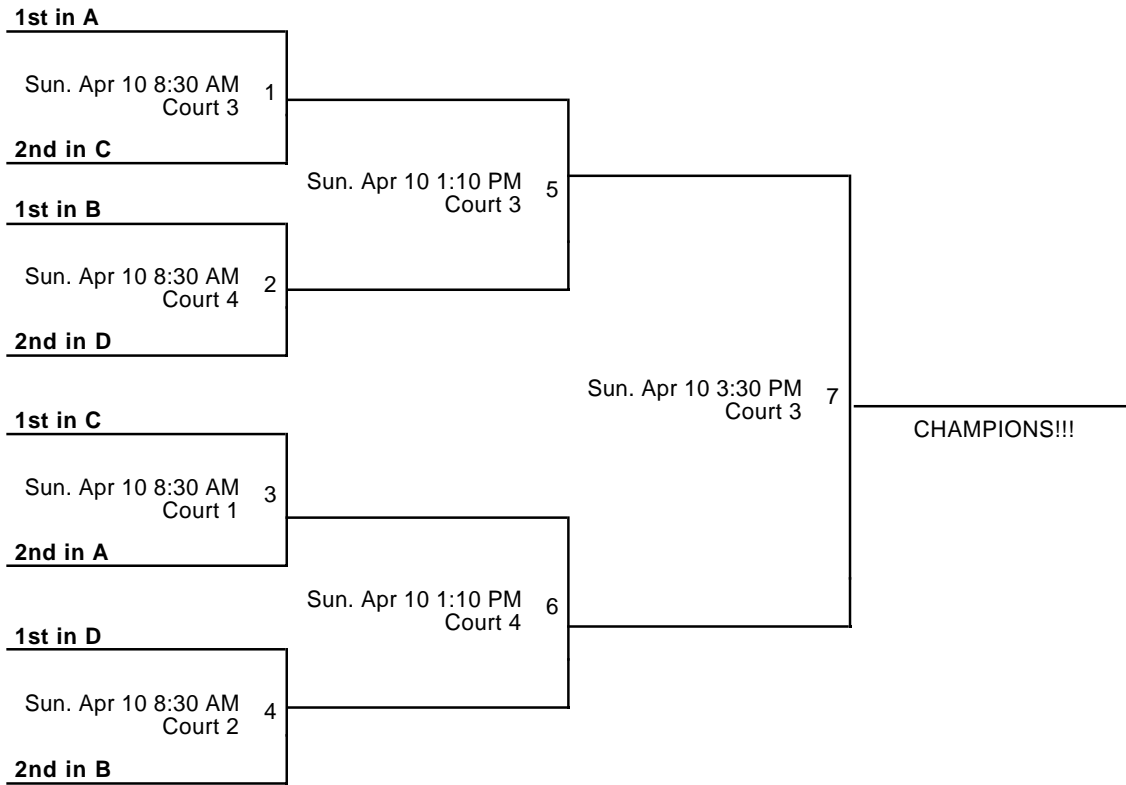 1st in A
Sun. Apr 10 8:30 AM
Court 3
1
2nd in C
1st in B
Sun. Apr 10 8:30 AM
Court 4
2
2nd in D
1st in C
Sun. Apr 10 8:30 AM
Court 1
3
2nd in A
1st in D
Sun. Apr 10 8:30 AM
Court 2
4
2nd in B
Sun. Apr 10 1:10 PM
Court 3
5
Sun. Apr 10 1:10 PM
Court 4
6
Sun. Apr 10 3:30 PM
Court 3
7
CHAMPIONS!!!